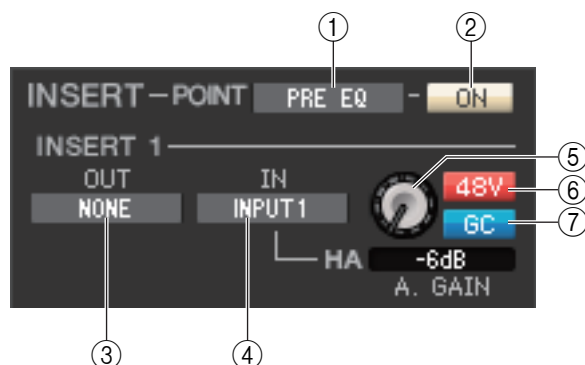 ① ②
INSERT – POINT PRE EQ - ON
INSERT 1
OUT IN ⑤
NONE INPUT1 48V ⑥
GC ⑦
HA -6dB
A. GAIN
③ ④